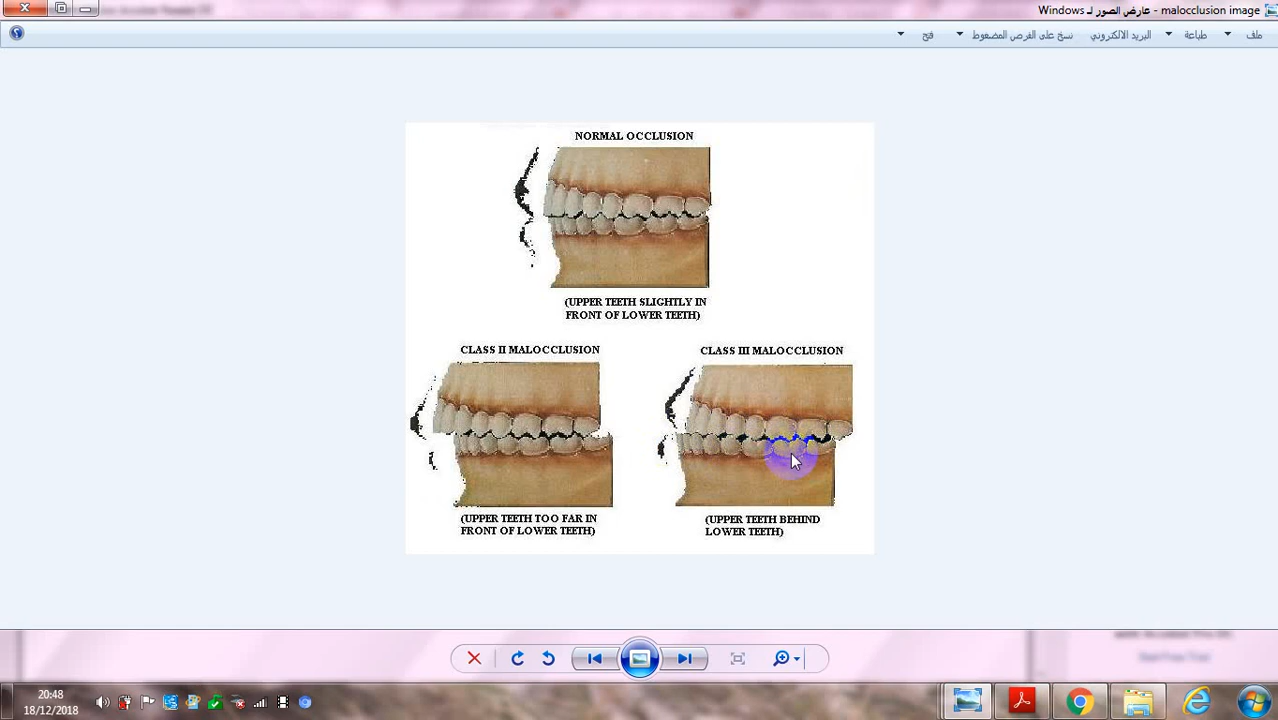 malocclusion image - عارض الصور لـ Windows
ملف
طباعة
البريد الالكتروني
نسخ على القرص المضغوط
فتح
NORMAL OCCLUSION
(UPPER TEETH SLIGHTLY IN
FRONT OF LOWER TEETH)
CLASS II MALOCCLUSION
(UPPER TEETH TOO FAR IN
FRONT OF LOWER TEETH)
CLASS III MALOCCLUSION
(UPPER TEETH BEHIND
LOWER TEETH)
20:48
18/12/2018